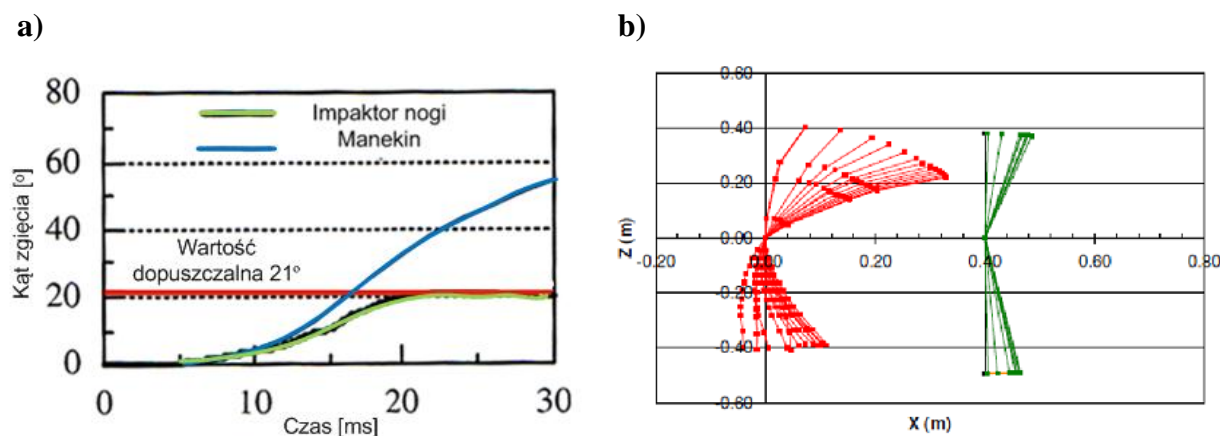 a)
80
60
40
20
0
Kąt zgięcia [º]
Impaktor nogi
Manekin
Wartość
dopuszczalna 21º
0
10
20
30
Czas [ms]
b)
0.60
0.40
0.20
0.00
-0.20
-0.40
-0.60
Z (m)
-0.20
0.00
0.20
0.40
0.60
0.80
X (m)